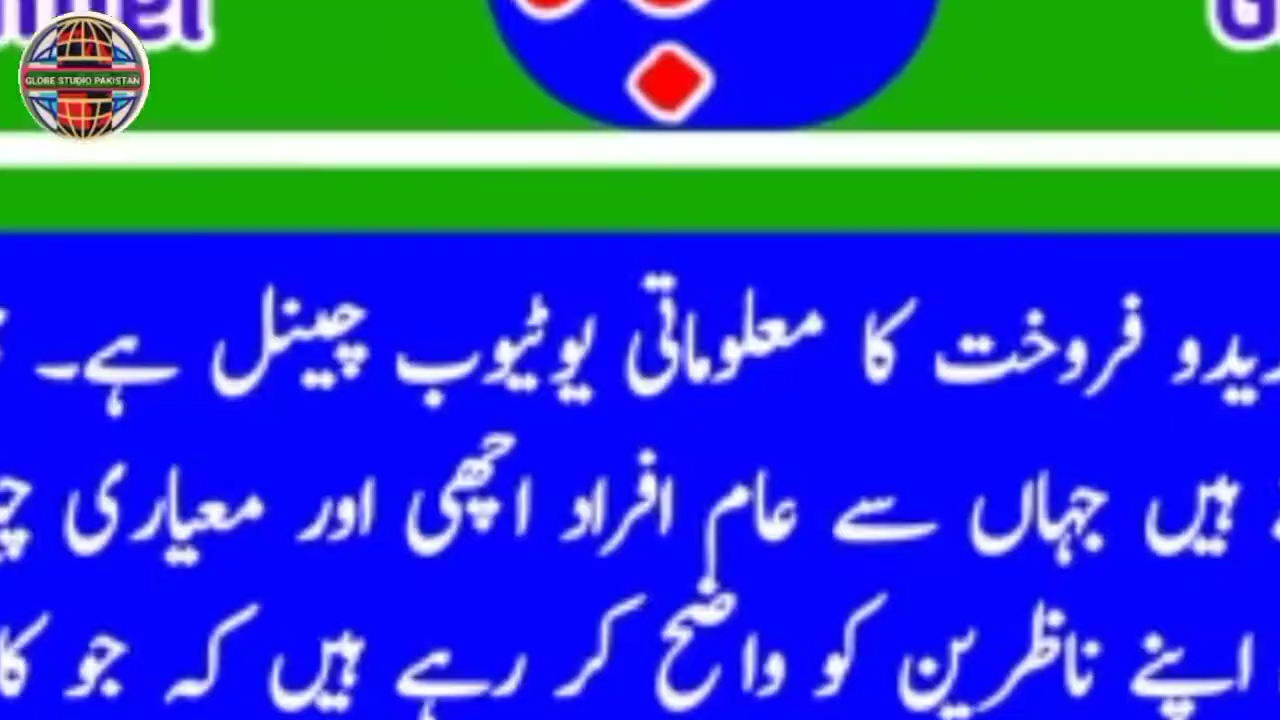 GLOBE STUDIO PAKISTAN
فروخت کا معلوماتی یوٹیوب چینل ہے۔
ہیں جہاں سے عام افراد اچھی اور معیاری
اپنے ناظرین کو واضح کر رہے ہیں کہ جو